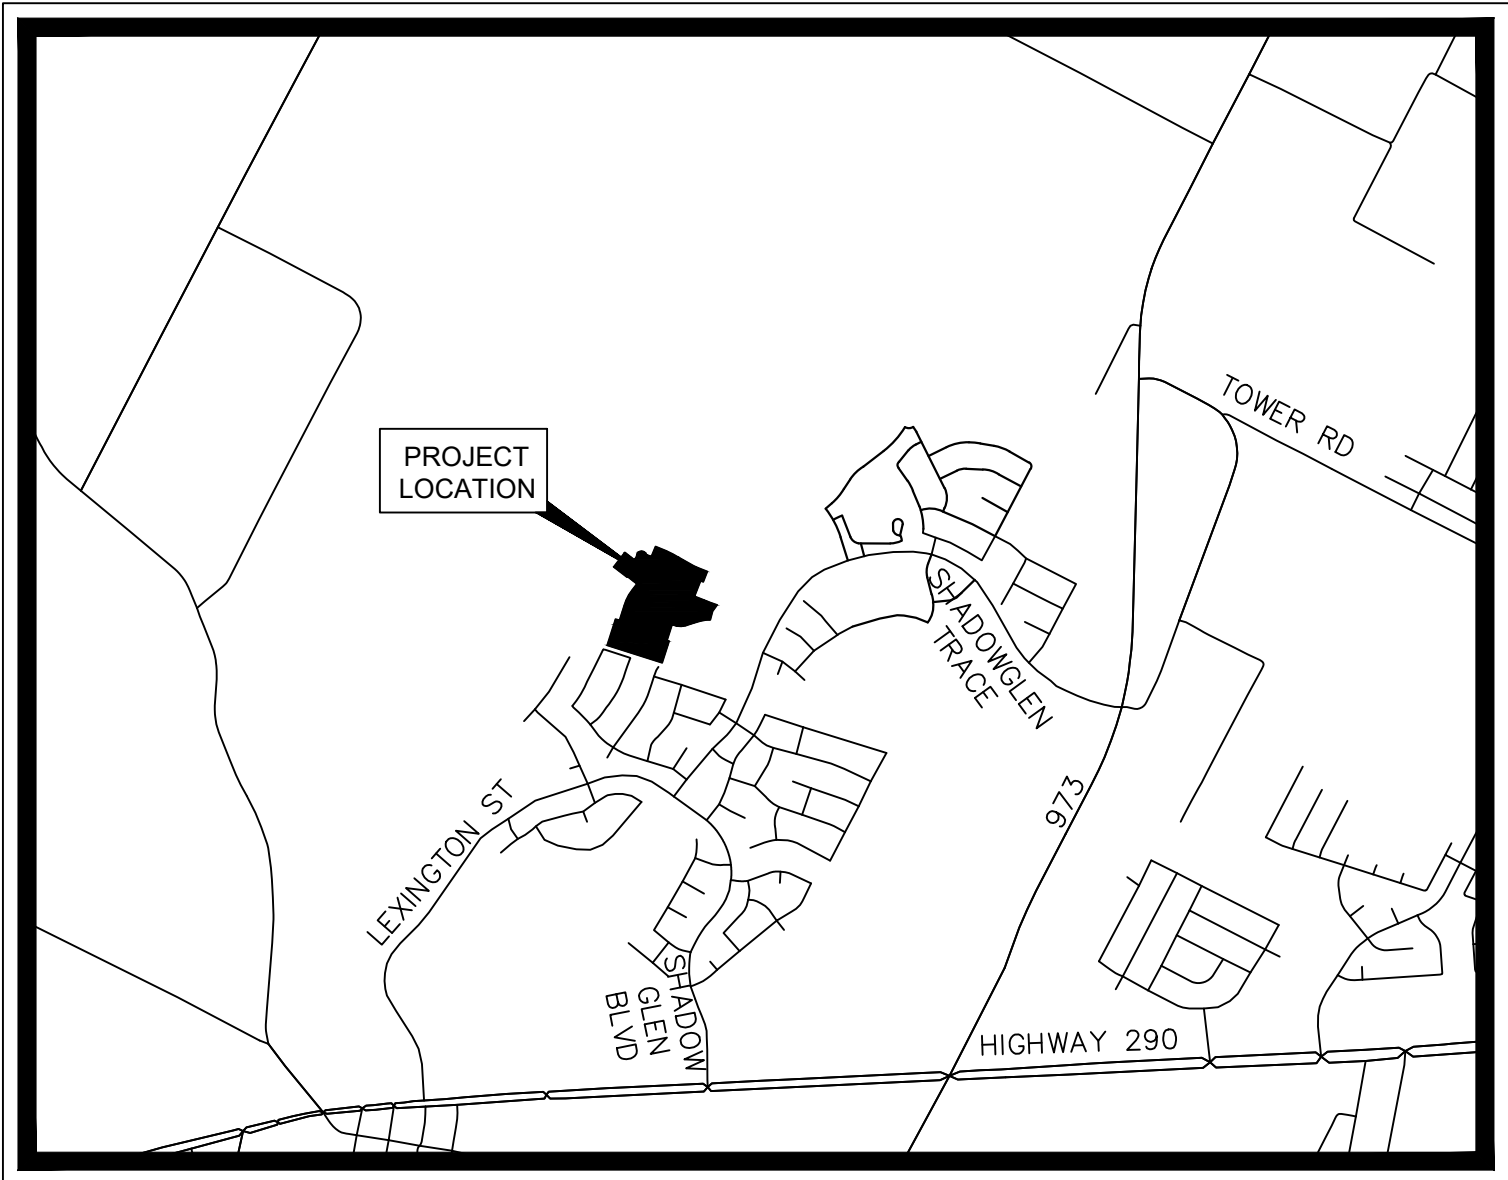 TOWER RD
PROJECT
LOCATION
SHADOWGLEN
TRACE
973
LEXINGTON ST
SHADOW
GLEN
BLVD
HIGHWAY 290